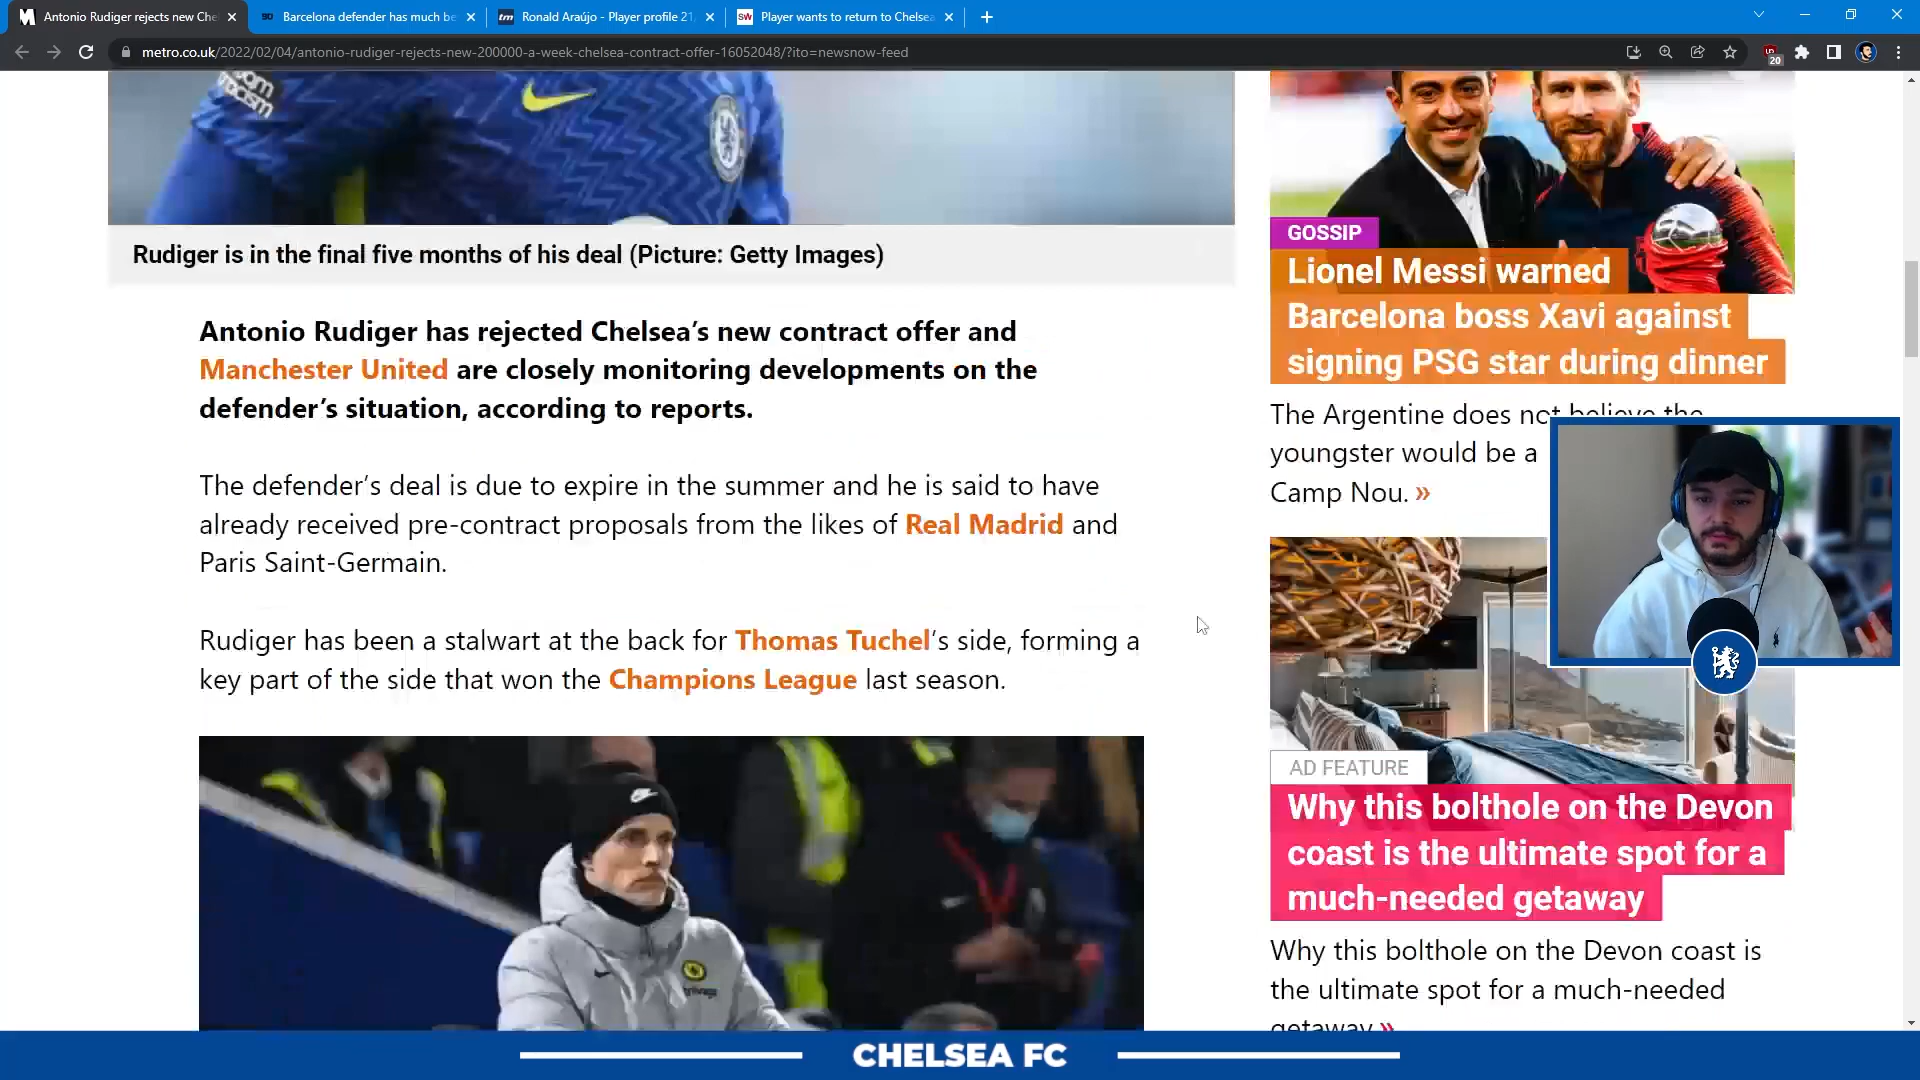 Antonio Rudiger rejects new Che
Barcelona defender has much be
tm
Ronald Araújo - Player profile 21
SW
Player wants to return to Chelsea
metro.co.uk/2022/02/04/antonio-rudiger-rejects-new-200000-a-week-chelsea-contract-offer-16052048/?ito=newsnow-feed
20
Rudiger is in the final five months of his deal (Picture: Getty Images)
Antonio Rudiger has rejected Chelsea’s new contract offer and
Manchester United are closely monitoring developments on the
defender’s situation, according to reports.
The defender’s deal is due to expire in the summer and he is said to have
already received pre-contract proposals from the likes of Real Madrid and
Paris Saint-Germain.
Rudiger has been a stalwart at the back for Thomas Tuchel’s side, forming a
key part of the side that won the Champions League last season.
GOSSIP
Lionel Messi warned
Barcelona boss Xavi against
signing PSG star during dinner
The Argentine does not believe the
youngster would be a
Camp Nou. »
AD FEATURE
Why this bolthole on the Devon
coast is the ultimate spot for a
much-needed getaway
Why this bolthole on the Devon coast is
the ultimate spot for a much-needed
getaway »
CHELSEA FC